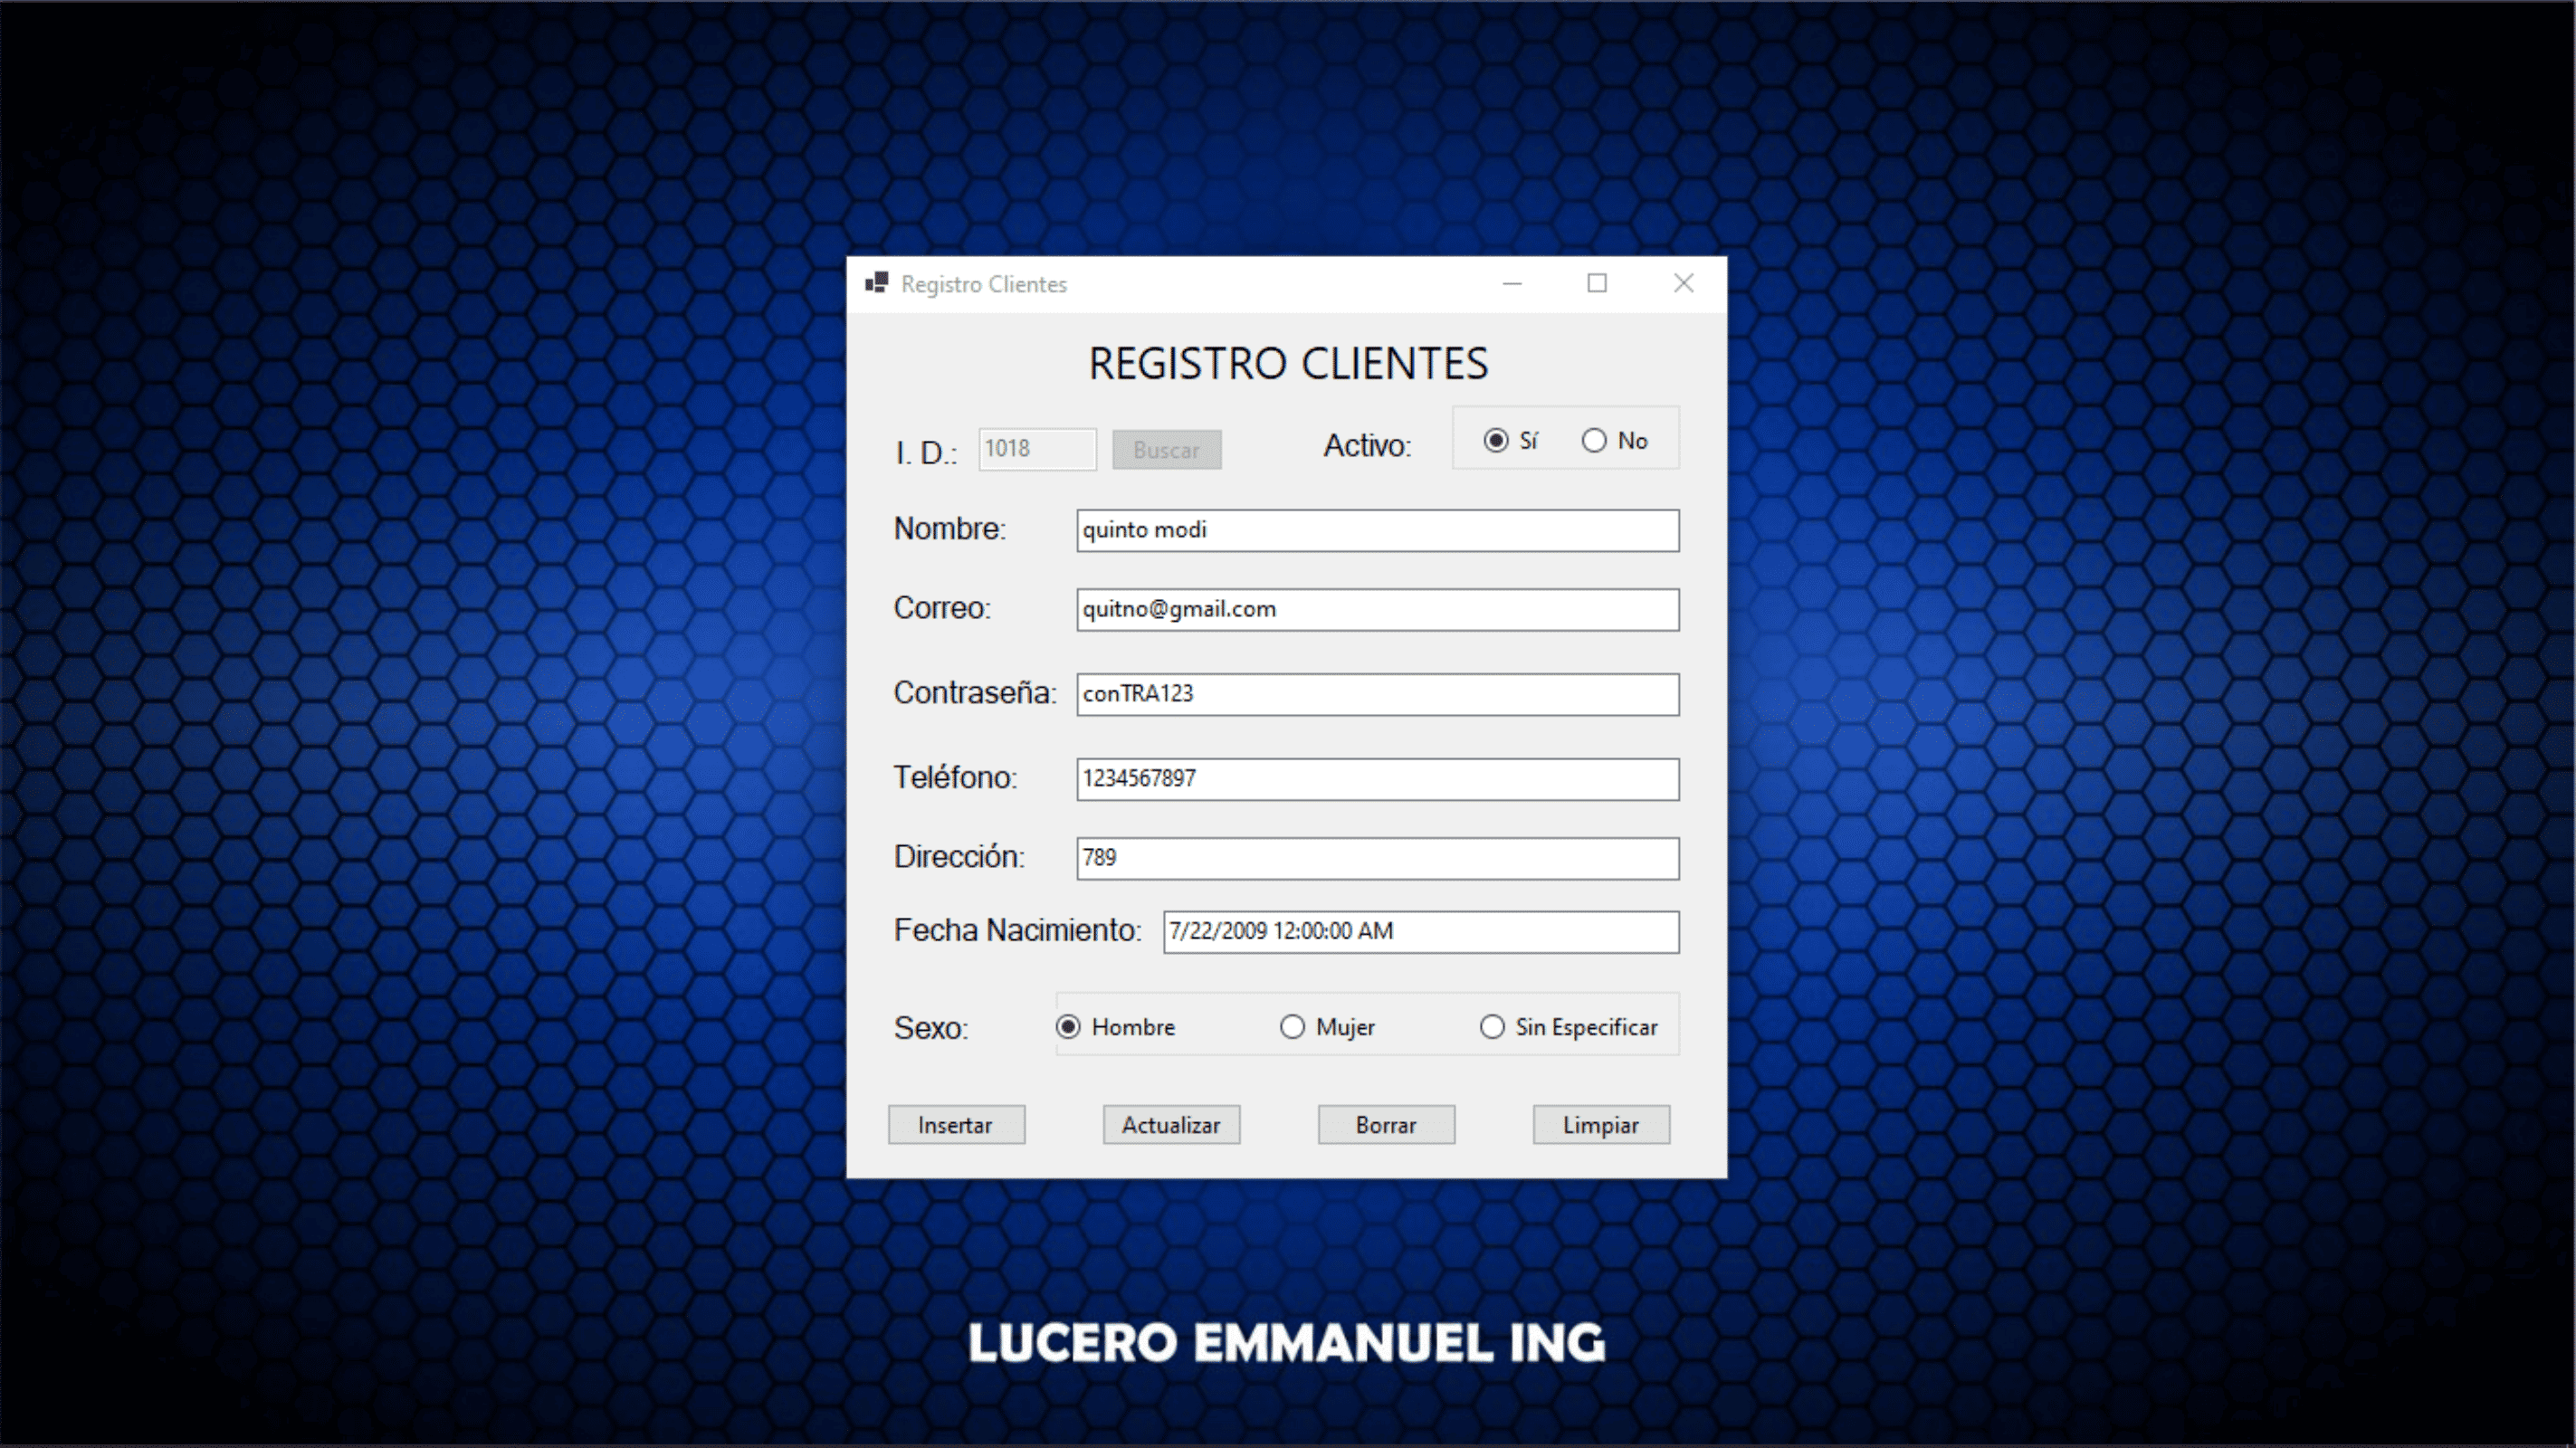 Registro Clientes
REGISTRO CLIENTES
I. D.: 1018 Buscar Activo: Sí No
Nombre: quinto modi
Correo: quitno@gmail.com
Contraseña: conTRA123
Teléfono: 1234567897
Dirección: 789
Fecha Nacimiento: 7/22/2009 12:00:00 AM
Sexo: Hombre Mujer Sin Especificar
Insertar Actualizar Borrar Limpiar
LUCERO EMMANUEL ING